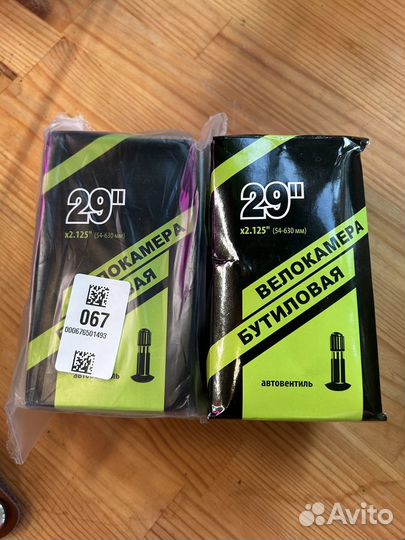 29"
x2.125" (54-630 мм)
ВЕЛОКАМЕРА
БУТИЛОВАЯ
067
000676501493
автовентиль
29"
x2.125" (54-630 мм)
ВЕЛОКАМЕРА
БУТИЛОВАЯ
автовентиль
Avito